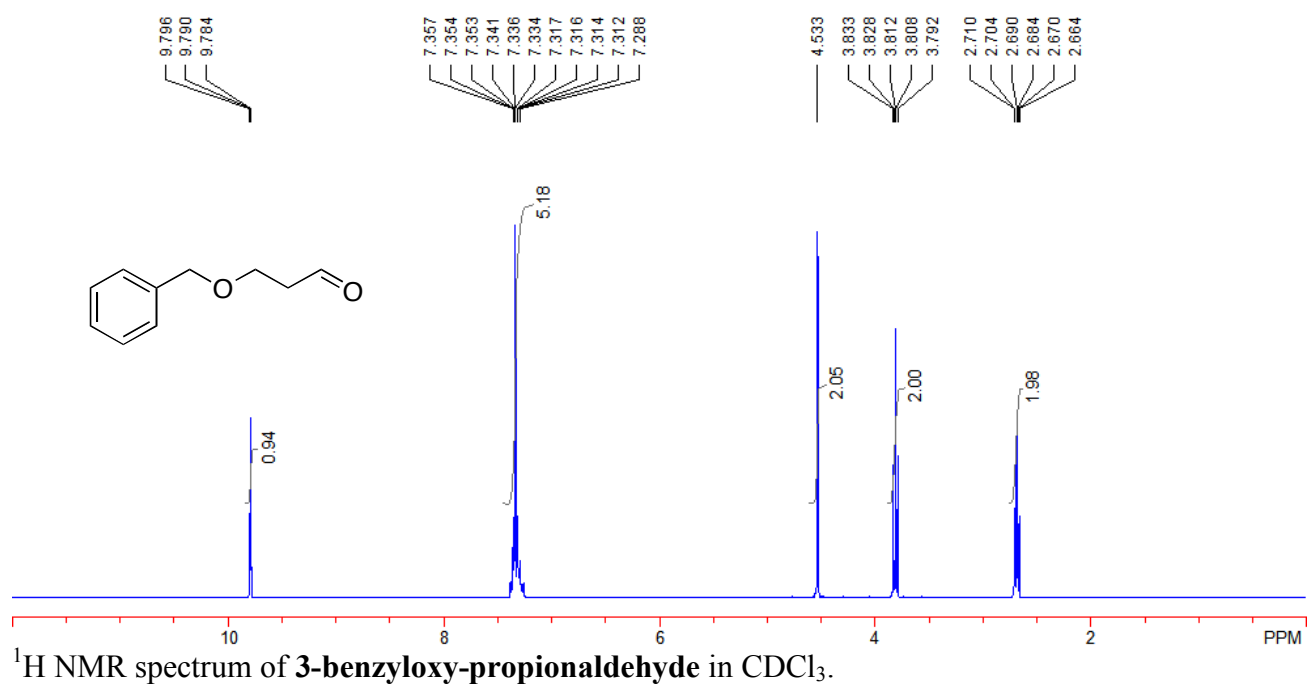 9.796 9.790 9.784 7.357 7.354 7.353 7.341 7.336 7.334 7.317 7.316 7.314 7.312 7.288 4.533 3.833 3.828 3.812 3.808 3.792 2.710 2.704 2.690 2.684 2.670 2.664
5.18
O O
0.94 2.05 2.00 1.98
10 8 6 4 2 PPM
¹H NMR spectrum of 3-benzyloxy-propionaldehyde in CDCl₃.